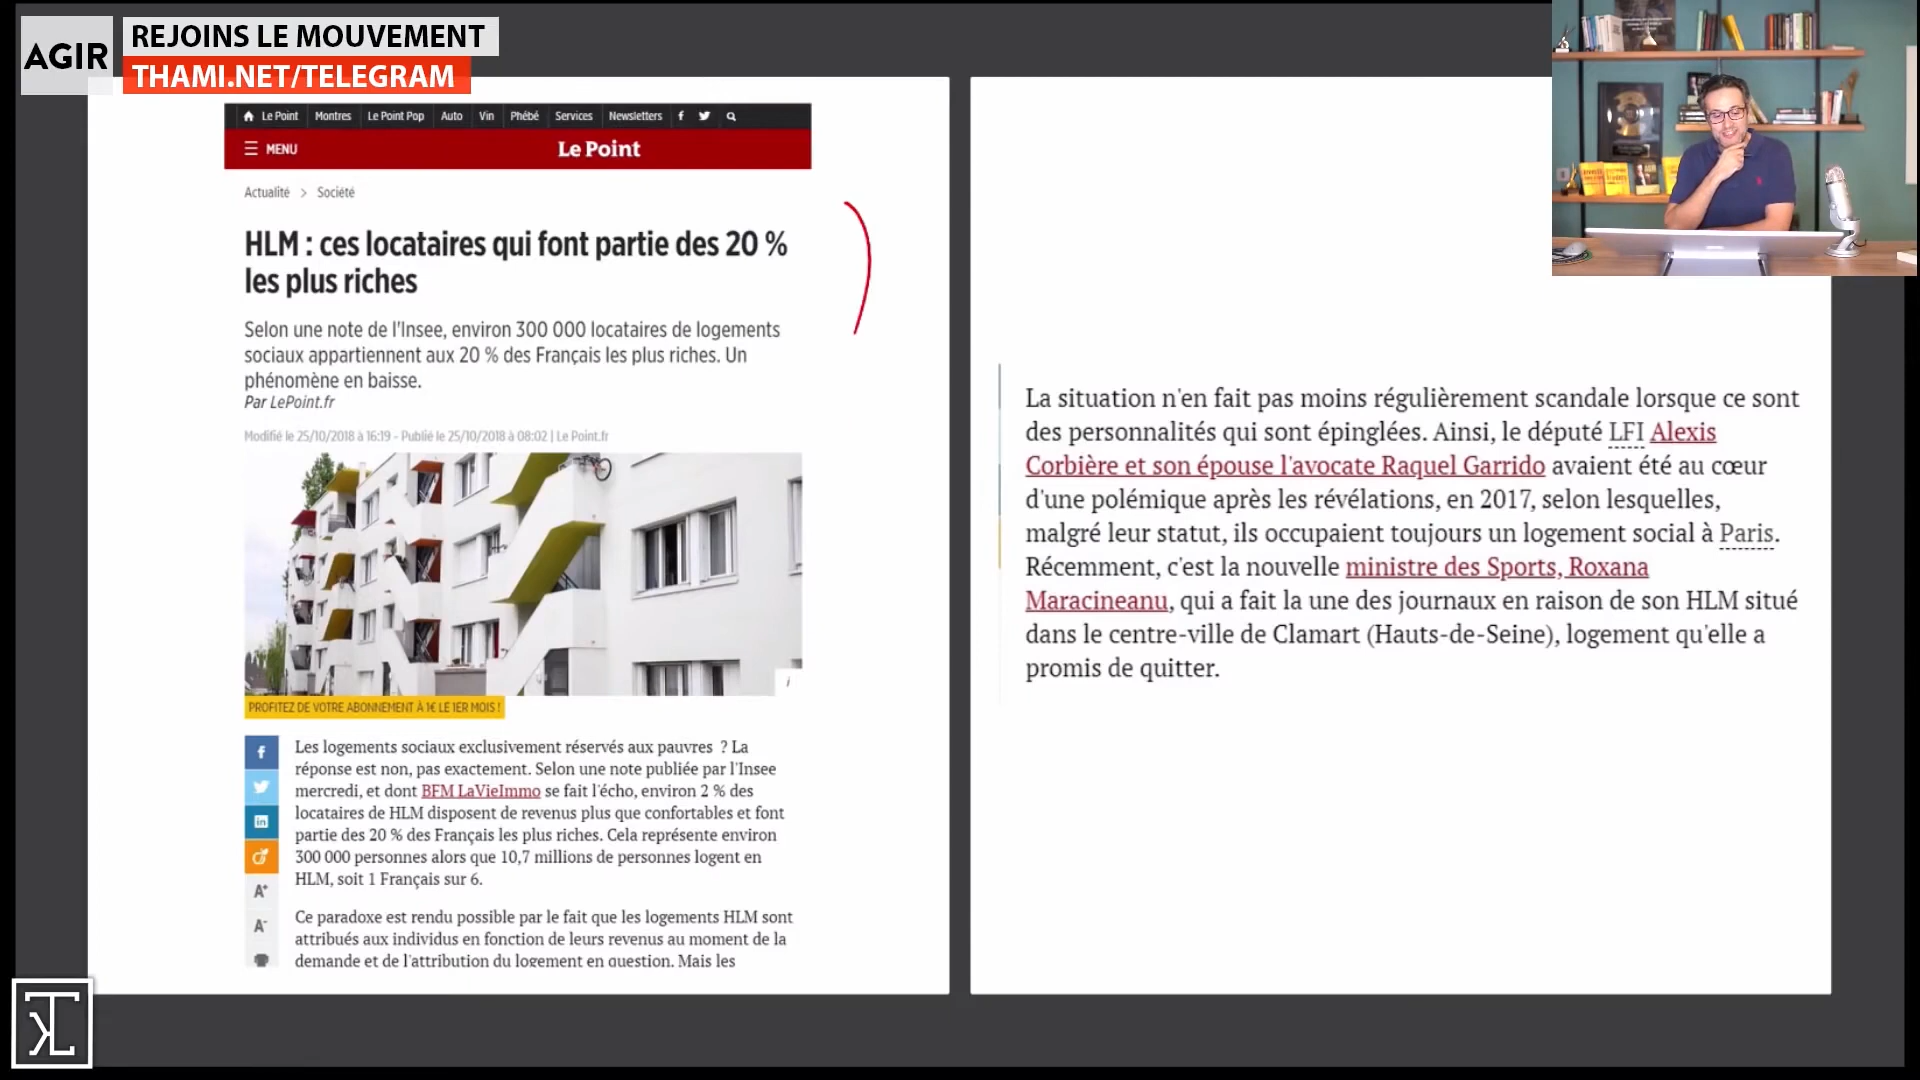 AGIR
REJOINS LE MOUVEMENT
THAMI.NET/TELEGRAM
Le Point Montres Le Point Pop Auto Vin Phébé Services Newsletters
MENU
Le Point
Actualité > Société
HLM : ces locataires qui font partie des 20 %
les plus riches
Selon une note de l'Insee, environ 300 000 locataires de logements
sociaux appartiennent aux 20 % des Français les plus riches. Un
phénomène en baisse.
Par LePoint.fr
Modifié le 25/10/2018 à 16:19 - Publié le 25/10/2018 à 08:02 | Le Point.fr
i
PROFITEZ DE VOTRE ABONNEMENT À 1€ LE 1ER MOIS !
Les logements sociaux exclusivement réservés aux pauvres ? La
réponse est non, pas exactement. Selon une note publiée par l'Insee
mercredi, et dont BFM LaVieImmo se fait l'écho, environ 2 % des
locataires de HLM disposent de revenus plus que confortables et font
partie des 20 % des Français les plus riches. Cela représente environ
300 000 personnes alors que 10,7 millions de personnes logent en
HLM, soit 1 Français sur 6.
A+
A-
Ce paradoxe est rendu possible par le fait que les logements HLM sont
attribués aux individus en fonction de leurs revenus au moment de la
demande et de l'attribution du logement en question. Mais les
La situation n'en fait pas moins régulièrement scandale lorsque ce sont
des personnalités qui sont épinglées. Ainsi, le député LFI Alexis
Corbière et son épouse l'avocate Raquel Garrido avaient été au cœur
d'une polémique après les révélations, en 2017, selon lesquelles,
malgré leur statut, ils occupaient toujours un logement social à Paris.
Récemment, c'est la nouvelle ministre des Sports, Roxana
Maracineanu, qui a fait la une des journaux en raison de son HLM situé
dans le centre-ville de Clamart (Hauts-de-Seine), logement qu'elle a
promis de quitter.